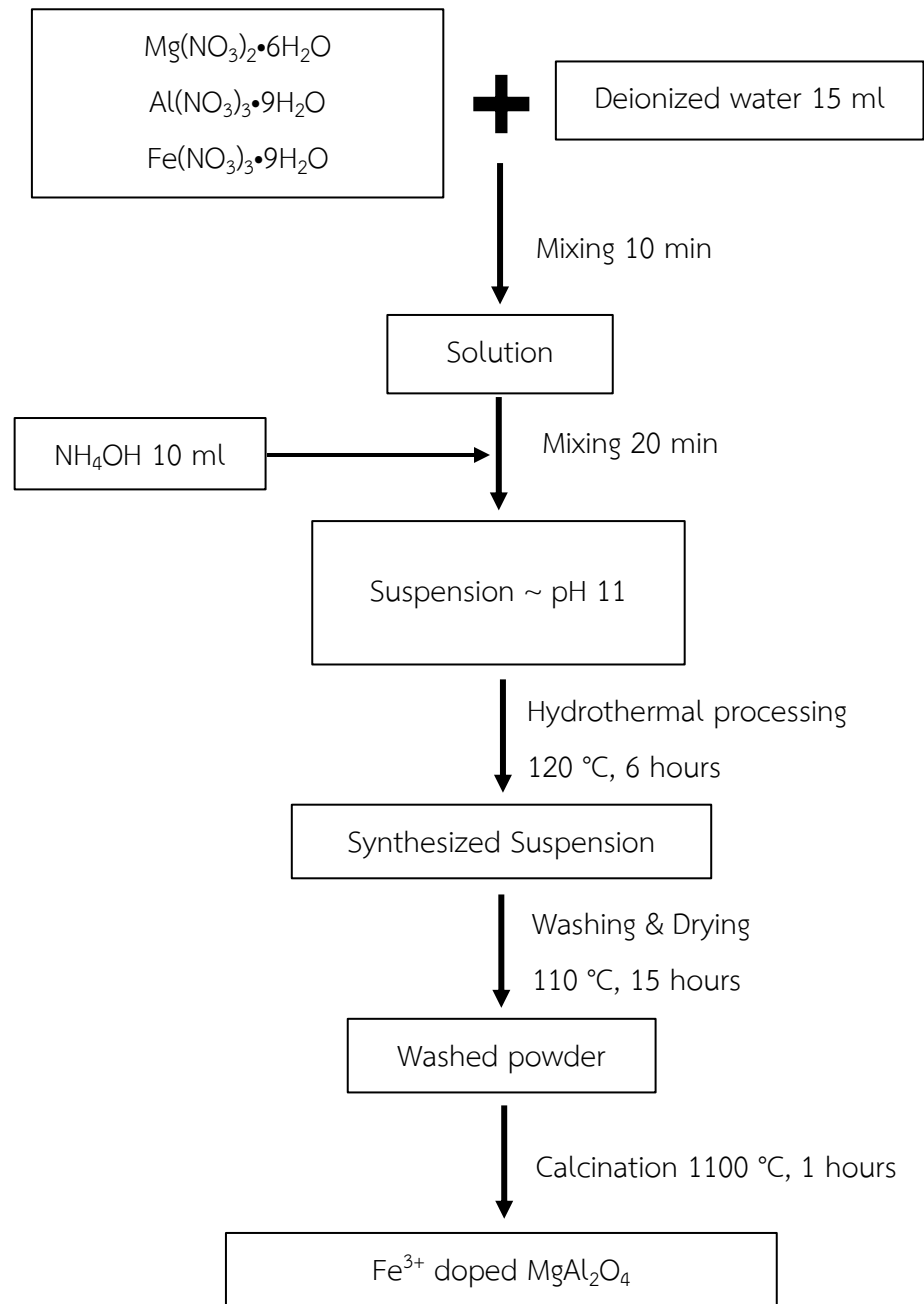 Mg(NO₃)₂•6H₂O
Al(NO₃)₃•9H₂O
Fe(NO₃)₃•9H₂O
Deionized water 15 ml
Mixing 10 min
Solution
NH₄OH 10 ml
Mixing 20 min
Suspension ~ pH 11
Hydrothermal processing
120 °C, 6 hours
Synthesized Suspension
Washing & Drying
110 °C, 15 hours
Washed powder
Calcination 1100 °C, 1 hours
Fe³⁺ doped MgAl₂O₄